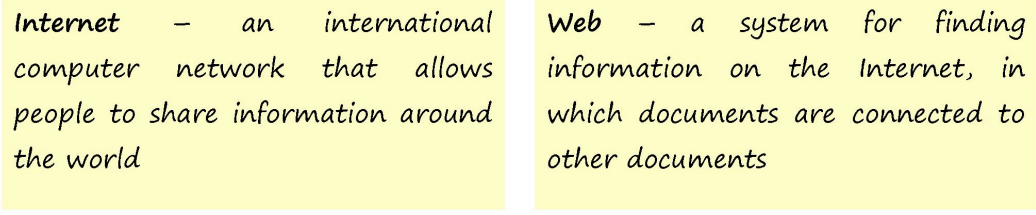 Internet – an international
computer network that allows
people to share information around
the world
Web – a system for finding
information on the Internet, in
which documents are connected to
other documents